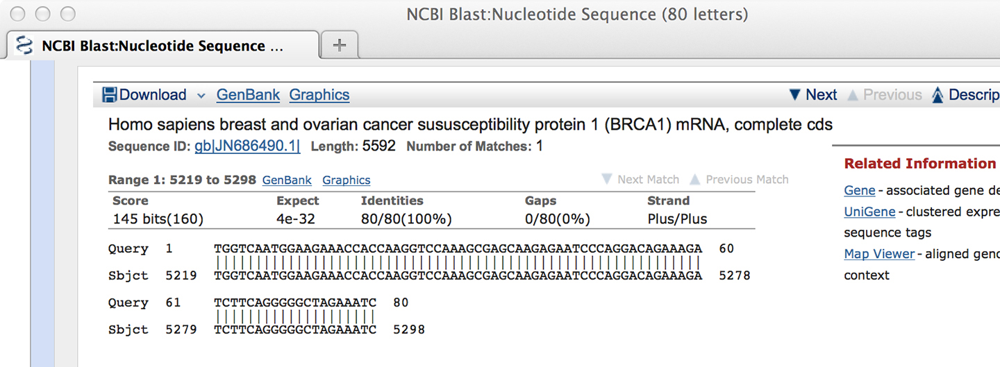 NCBI Blast:Nucleotide Sequence (80 letters)
NCBI Blast:Nucleotide Sequence ...
Download GenBank Graphics Next Previous Descrip
Homo sapiens breast and ovarian cancer sususceptibility protein 1 (BRCA1) mRNA, complete cds
Sequence ID: gb|JN686490.1| Length: 5592 Number of Matches: 1
Related Information
Range 1: 5219 to 5298 GenBank Graphics Next Match Previous Match
Gene - associated gene de
UniGene - clustered expre
sequence tags
Map Viewer - aligned geno
context
Score Expect Identities Gaps Strand
145 bits(160) 4e-32 80/80(100%) 0/80(0%) Plus/Plus
Query 1 TGGTCAATGGAAGAAACCACCAAGGTCCAAAGCGAGCAAGAGAATCCCAGGACAGAAAGA 60
Sbjct 5219 TGGTCAATGGAAGAAACCACCAAGGTCCAAAGCGAGCAAGAGAATCCCAGGACAGAAAGA 5278
Query 61 TCTTCAGGGGGCTAGAAATC 80
Sbjct 5279 TCTTCAGGGGGCTAGAAATC 5298